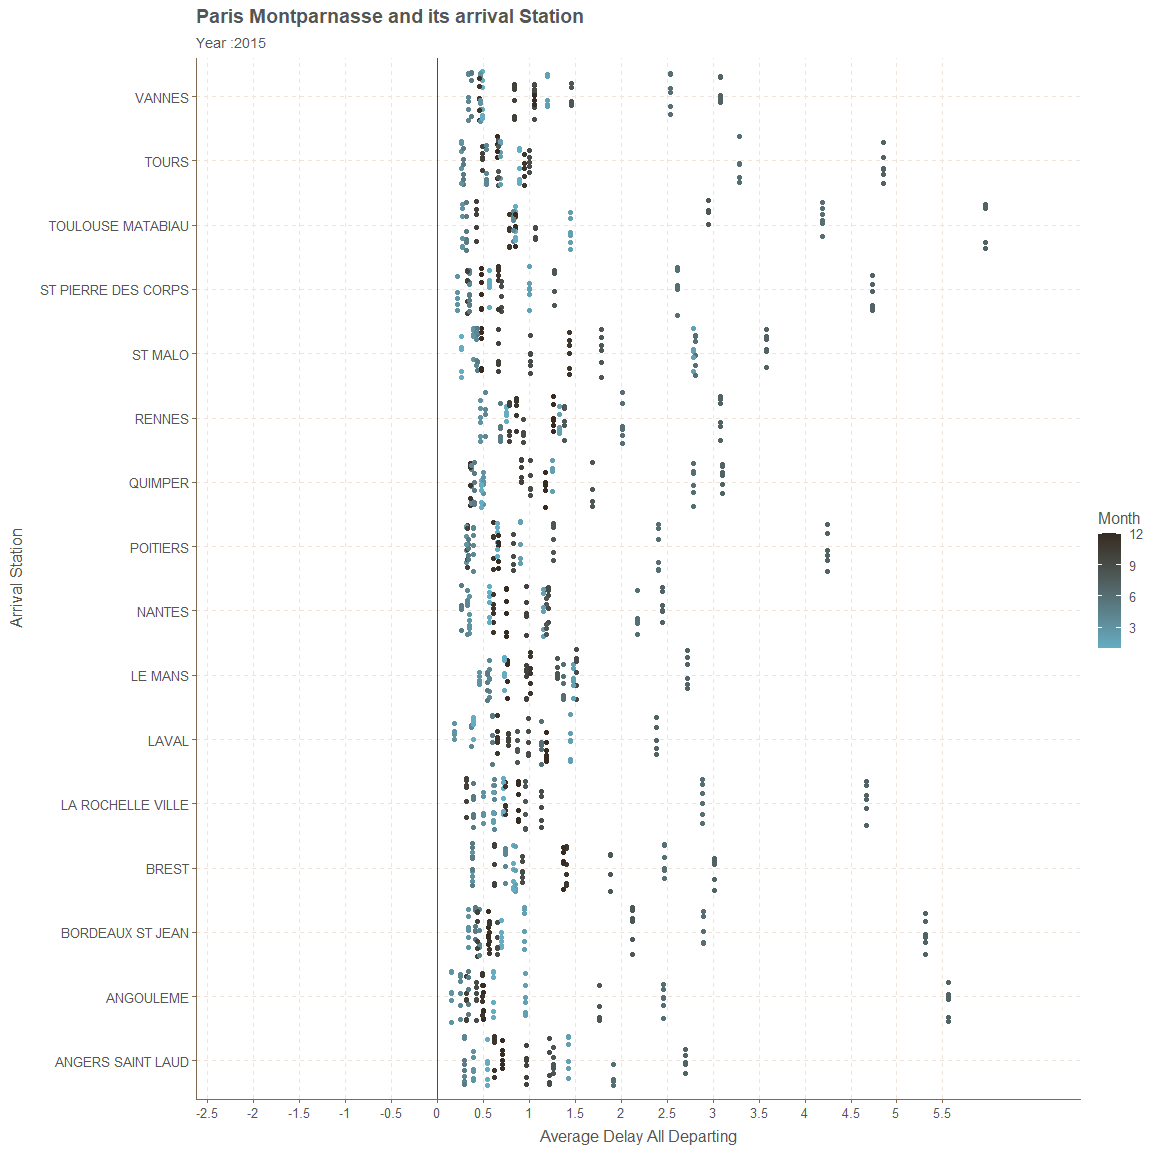 Paris Montparnasse and its arrival Station
Year :2015
Arrival Station
VANNES
TOURS
TOULOUSE MATABIAU
ST PIERRE DES CORPS
ST MALO
RENNES
QUIMPER
POITIERS
NANTES
LE MANS
LAVAL
LA ROCHELLE VILLE
BREST
BORDEAUX ST JEAN
ANGOULEME
ANGERS SAINT LAUD
-2.5 -2 -1.5 -1 -0.5 0 0.5 1 1.5 2 2.5 3 3.5 4 4.5 5 5.5
Average Delay All Departing
Month
12
9
6
3